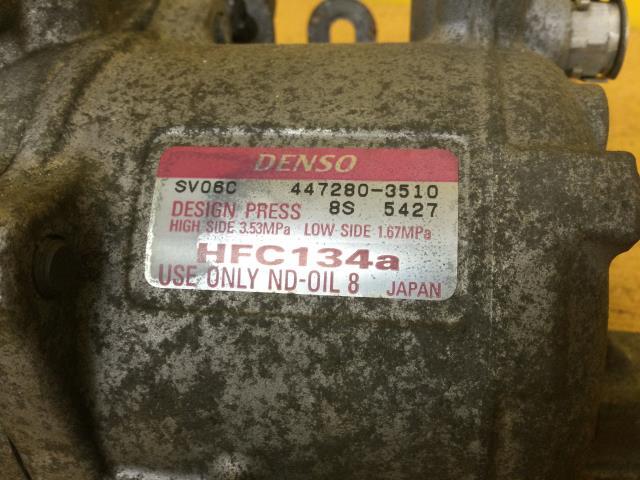 DENSO
SV06C 447280-3510
DESIGN PRESS 8S 5427
HIGH SIDE 3.53MPa LOW SIDE 1.67MPa
HFC134a
USE ONLY ND-OIL 8 JAPAN